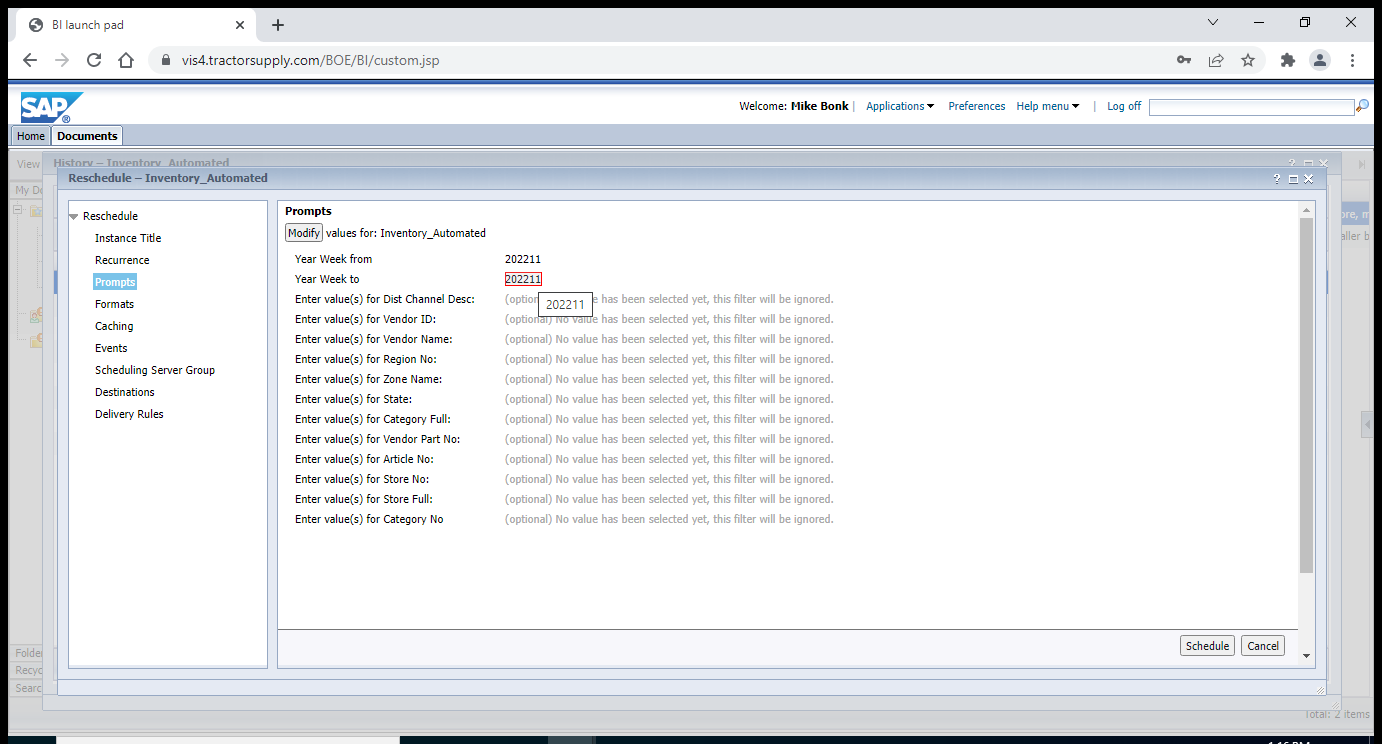 BI launch pad
vis4.tractorsupply.com/BOE/BI/custom.jsp
SAP ®
Welcome: Mike Bonk | Applications Preferences Help menu | Log off
Home Documents
View History – Inventory_Automated
Reschedule – Inventory_Automated
My Do
Reschedule
Instance Title
Recurrence
Prompts
Formats
Caching
Events
Scheduling Server Group
Destinations
Delivery Rules
Prompts
Modify values for: Inventory_Automated
Year Week from 202211
Year Week to 202211
Enter value(s) for Dist Channel Desc: (option 202211 e has been selected yet, this filter will be ignored.
Enter value(s) for Vendor ID: (optional) No value has been selected yet, this filter will be ignored.
Enter value(s) for Vendor Name: (optional) No value has been selected yet, this filter will be ignored.
Enter value(s) for Region No: (optional) No value has been selected yet, this filter will be ignored.
Enter value(s) for Zone Name: (optional) No value has been selected yet, this filter will be ignored.
Enter value(s) for State: (optional) No value has been selected yet, this filter will be ignored.
Enter value(s) for Category Full: (optional) No value has been selected yet, this filter will be ignored.
Enter value(s) for Vendor Part No: (optional) No value has been selected yet, this filter will be ignored.
Enter value(s) for Article No: (optional) No value has been selected yet, this filter will be ignored.
Enter value(s) for Store No: (optional) No value has been selected yet, this filter will be ignored.
Enter value(s) for Store Full: (optional) No value has been selected yet, this filter will be ignored.
Enter value(s) for Category No (optional) No value has been selected yet, this filter will be ignored.
Schedule Cancel
ore, m
aller b
Folder
Recyc
Searc
Total: 2 items